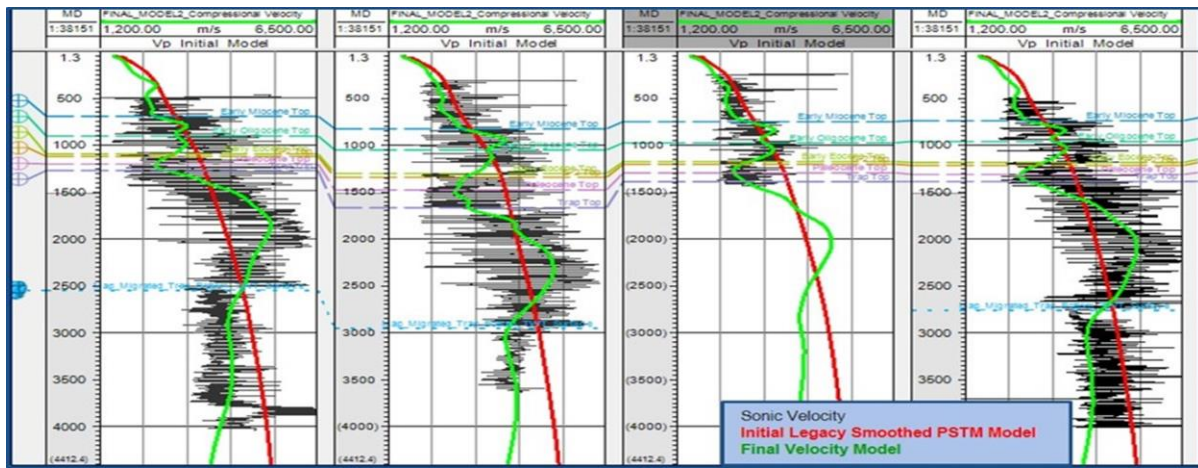 MD
FINAL_MODEL2_Compressional Velocity
1:38151
1,200.00 m/s 6,500.00
Vp Initial Model
MD
FINAL_MODEL2_Compressional Velocity
1:38151
1,200.00 m/s 6,500.00
Vp Initial Model
MD
FINAL_MODEL2_Compressional Velocity
1:38151
1,200.00 m/s 6,500.00
Vp Initial Model
MD
FINAL_MODEL2_Compressional Velocity
1:38151
1,200.00 m/s 6,500.00
Vp Initial Model
1.3
500
1000
1500
2000
2500
3000
3500
4000
(4412.4)
1.3
500
1000
1500
2000
2500
3000
3500
(4000)
(4412.4)
1.3
500
1000
(1500)
(2000)
(2500)
(3000)
(3500)
(4000)
(4412.4)
1.3
500
1000
1500
2000
2500
3000
3500
4000
(4412.4)
Early Miocene Top
Early Oligocene Top
Trap Top
Early Miocene Top
Paleocene Top
Trap Top
Early Miocene Top
Early Oligocene Top
Early Eocene Top
Paleocene Top
Trap Top
Early Miocene Top
Early Oligocene Top
Early Eocene Top
Paleocene Top
Trap Top
Sonic Velocity
Initial Legacy Smoothed PSTM Model
Final Velocity Model